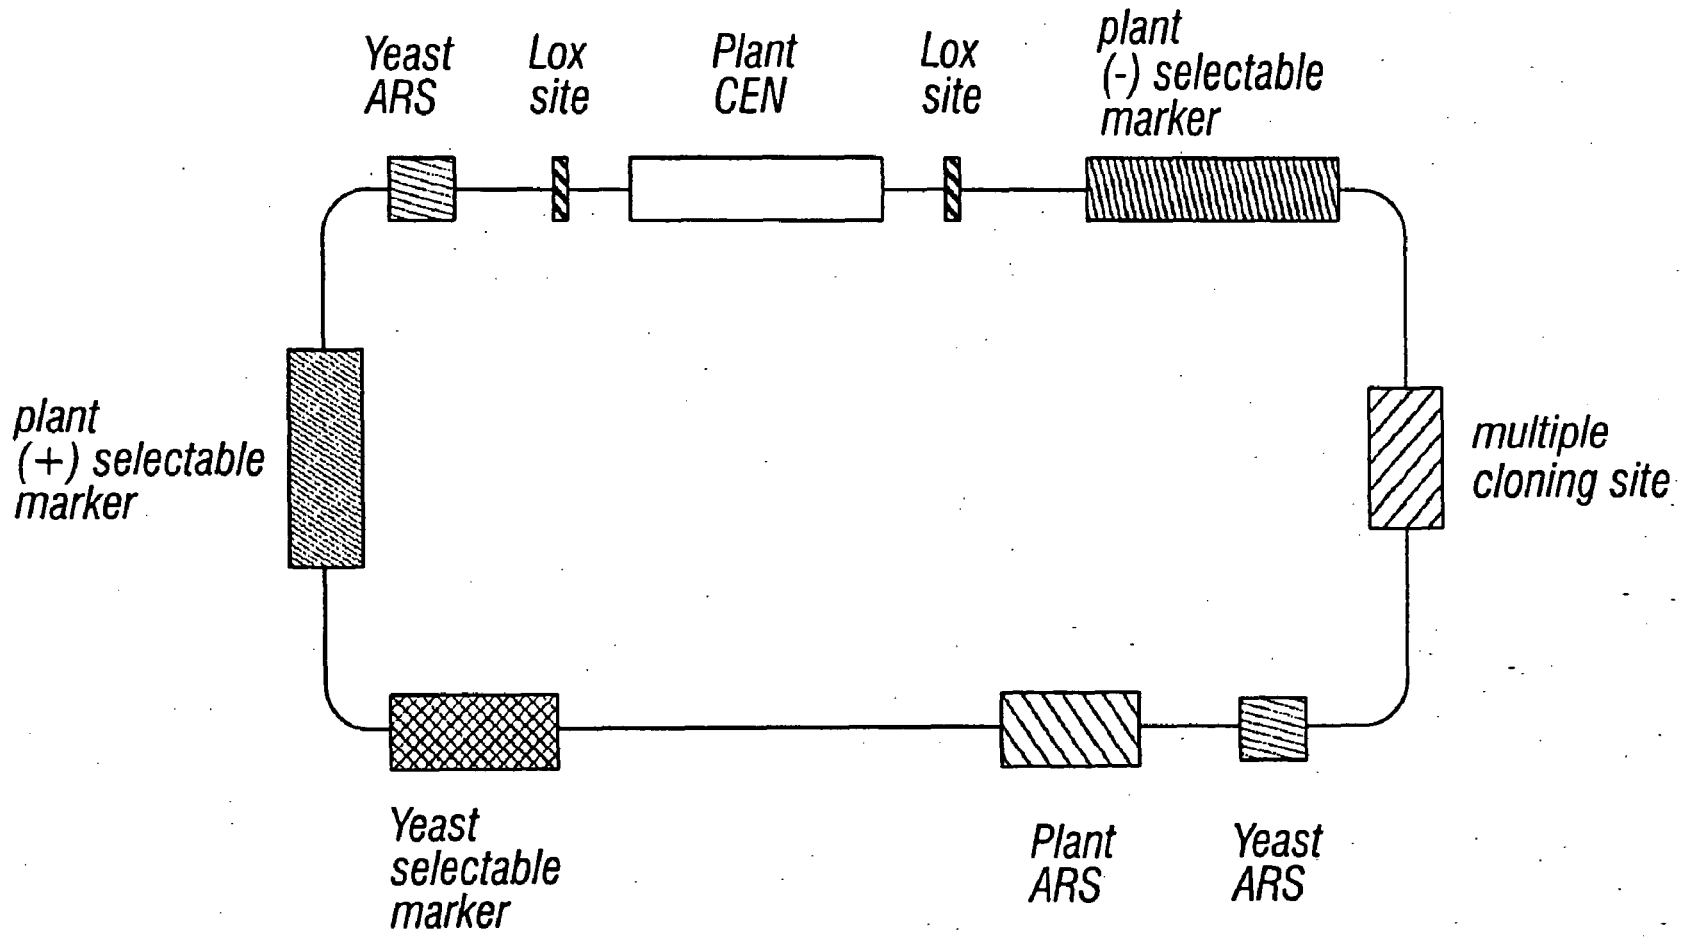 Yeast
ARS
Lox
site
Plant
CEN
Lox
site
plant
(-) selectable
marker
plant
(+) selectable
marker
multiple
cloning site
Yeast
selectable
marker
Plant
ARS
Yeast
ARS